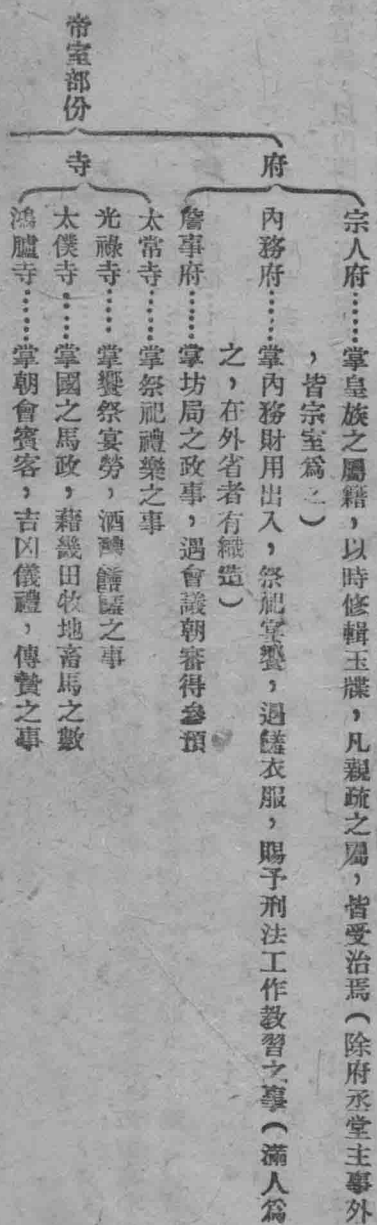 帝室部份
府
宗人府……掌皇族之屬籍，以時修輯玉牒，凡親疏之屬，皆受治焉（除府丞堂主事外
，皆宗室爲之）
內務府……掌內務財用出入，祭祀宴饗，過饎衣服，賜予刑法工作教習之事（滿人爲
之，在外省者有織造）
詹事府……掌坊局之政事，遇會議朝審得參預
寺
太常寺……掌祭祀禮樂之事
光祿寺……掌饗祭宴勞，酒醴之事
太僕寺……掌國之馬政，藉畿田牧地畜馬之數
鴻臚寺……掌朝會賓客，吉凶儀禮，傳贊之事